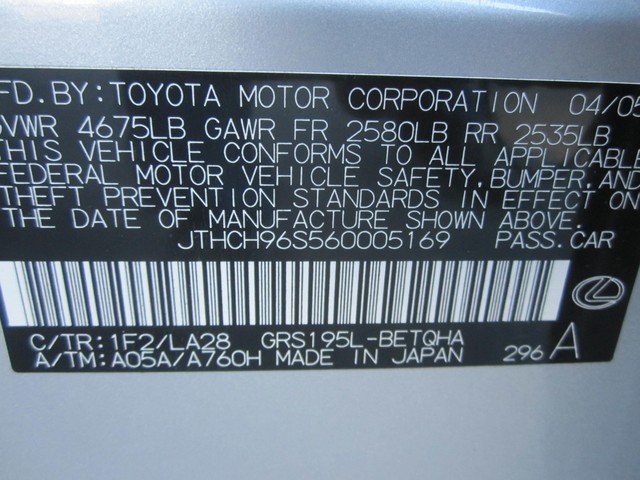 FD.BY:TOYOTA MOTOR CORPORATION 04/05
GVWR 4675LB GAWR FR 2580LB RR 2535LB
THIS VEHICLE CONFORMS TO ALL APPLICABLE
FEDERAL MOTOR VEHICLE SAFETY,BUMPER,AND
THEFT PREVENTION STANDARDS IN EFFECT ON
THE DATE OF MANUFACTURE SHOWN ABOVE.
JTHCH96S560005169 PASS.CAR
C/TR:1F2/LA28 GRS195L-BETQHA
A/TM:A05A/A760H MADE IN JAPAN 296 A